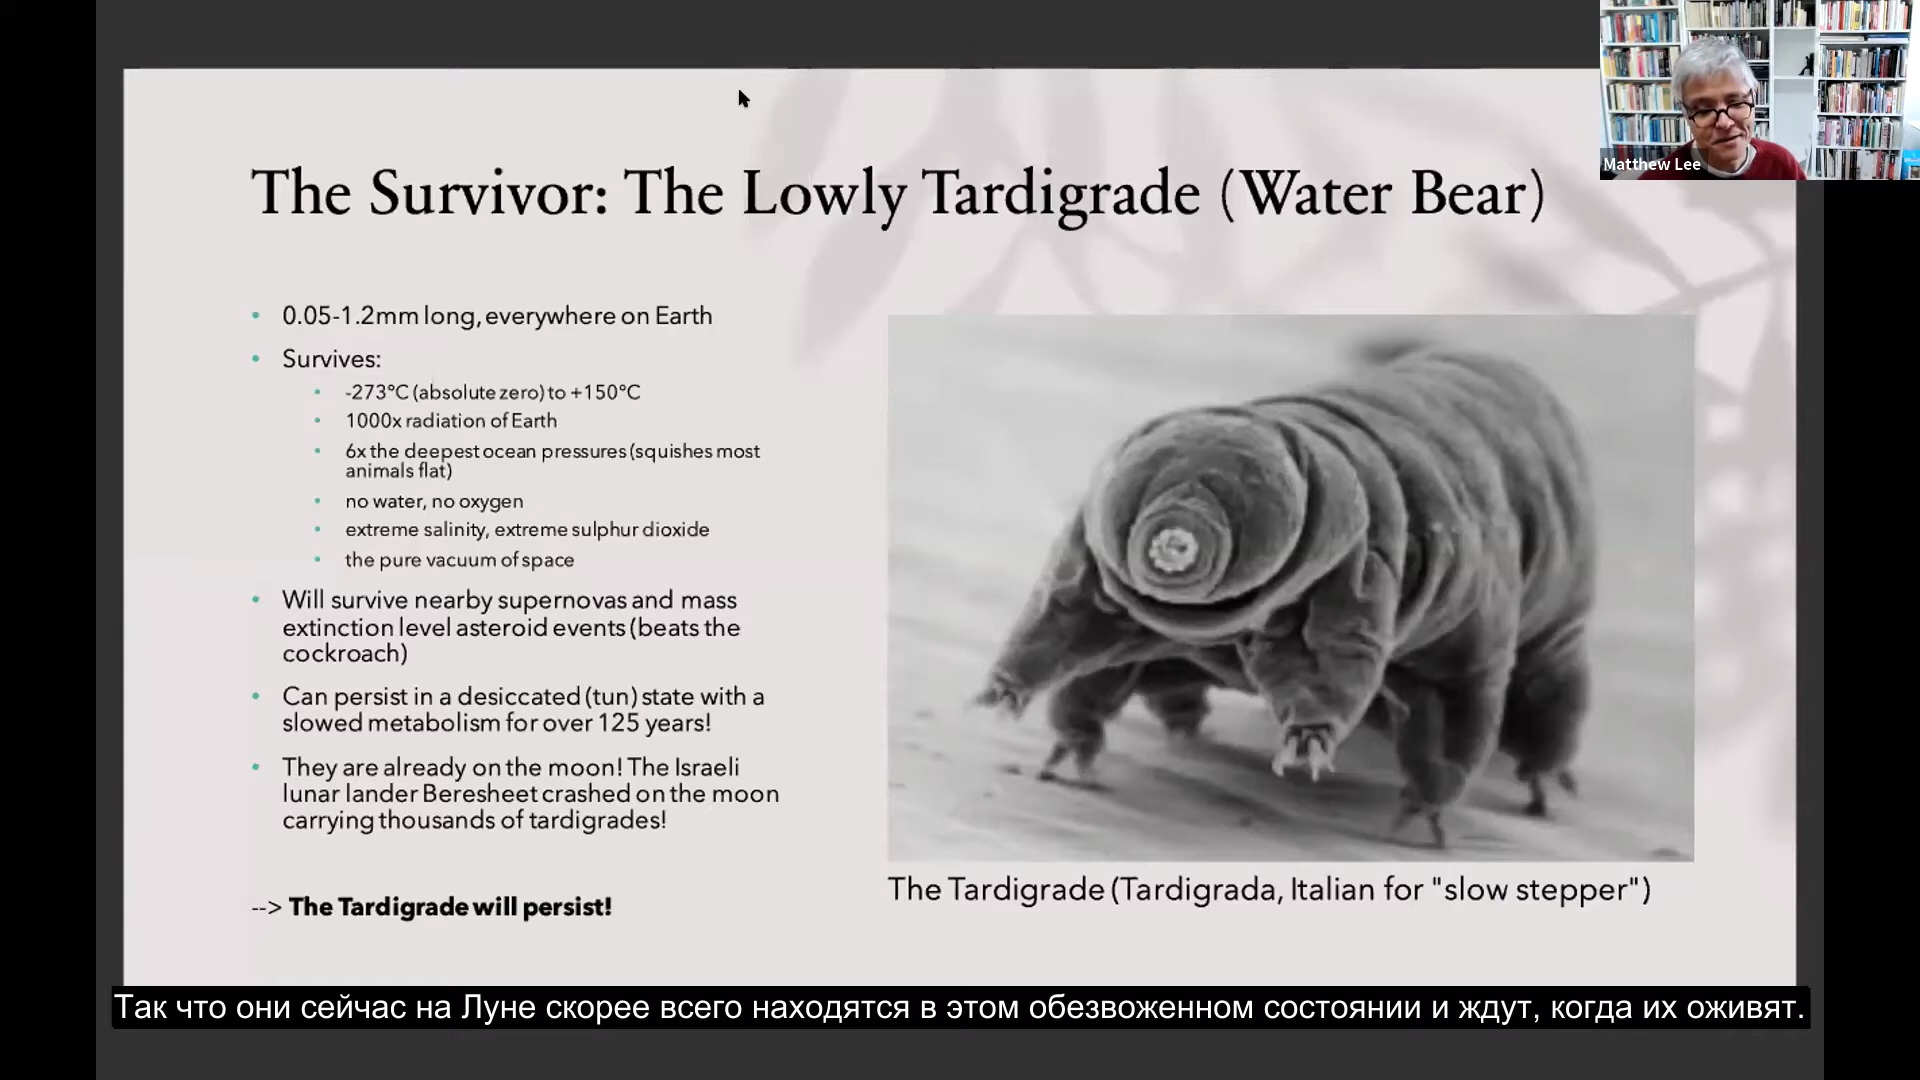 Matthew Lee
The Survivor: The Lowly Tardigrade (Water Bear)
• 0.05-1.2mm long, everywhere on Earth
• Survives:
• -273°C (absolute zero) to +150°C
• 1000x radiation of Earth
• 6x the deepest ocean pressures (squishes most
animals flat)
• no water, no oxygen
• extreme salinity, extreme sulphur dioxide
• the pure vacuum of space
• Will survive nearby supernovas and mass
extinction level asteroid events (beats the
cockroach)
• Can persist in a desiccated (tun) state with a
slowed metabolism for over 125 years!
• They are already on the moon! The Israeli
lunar lander Beresheet crashed on the moon
carrying thousands of tardigrades!
--> The Tardigrade will persist!
The Tardigrade (Tardigrada, Italian for "slow stepper")
Так что они сейчас на Луне скорее всего находятся в этом обезвоженном состоянии и ждут, когда их оживят.